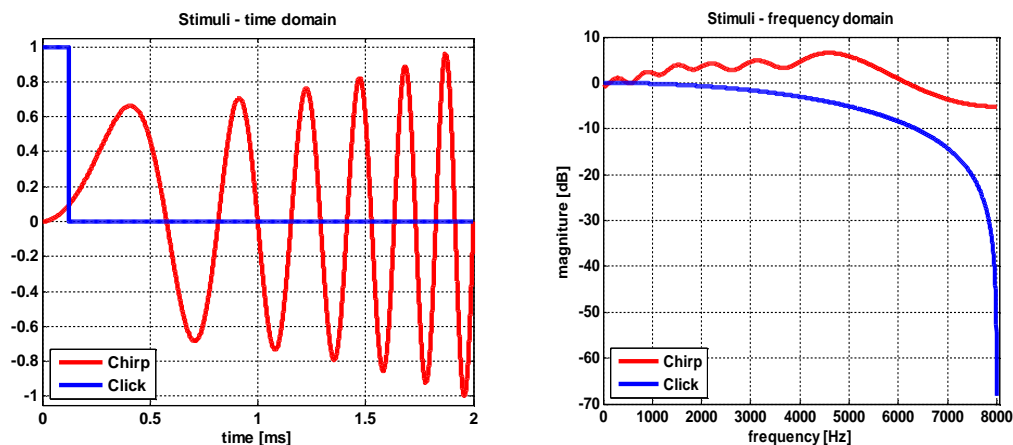 Stimuli - time domain
1
0.8
0.6
0.4
0.2
0
-0.2
-0.4
-0.6
-0.8
-1
Chirp
Click
0 0.5 1 1.5 2
time [ms]
Stimuli - frequency domain
magniture [dB]
10
0
-10
-20
-30
-40
-50
-60
-70
Chirp
Click
0 1000 2000 3000 4000 5000 6000 7000 8000
frequency [Hz]